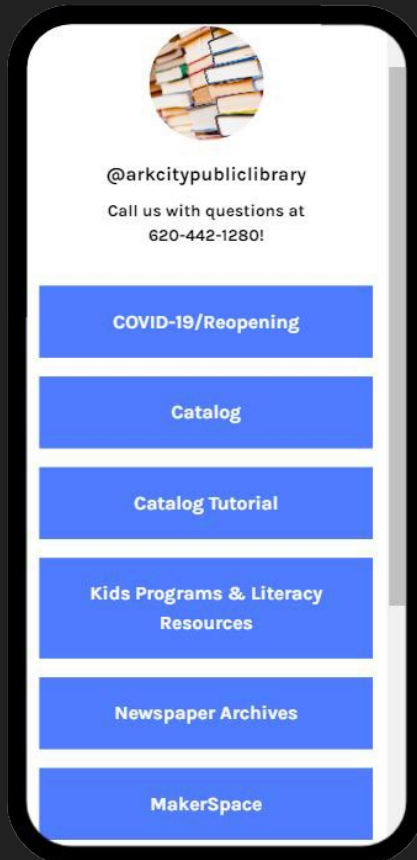 @arkcitypubliclibrary
Call us with questions at
620-442-1280!
COVID-19/Reopening
Catalog
Catalog Tutorial
Kids Programs & Literacy
Resources
Newspaper Archives
MakerSpace